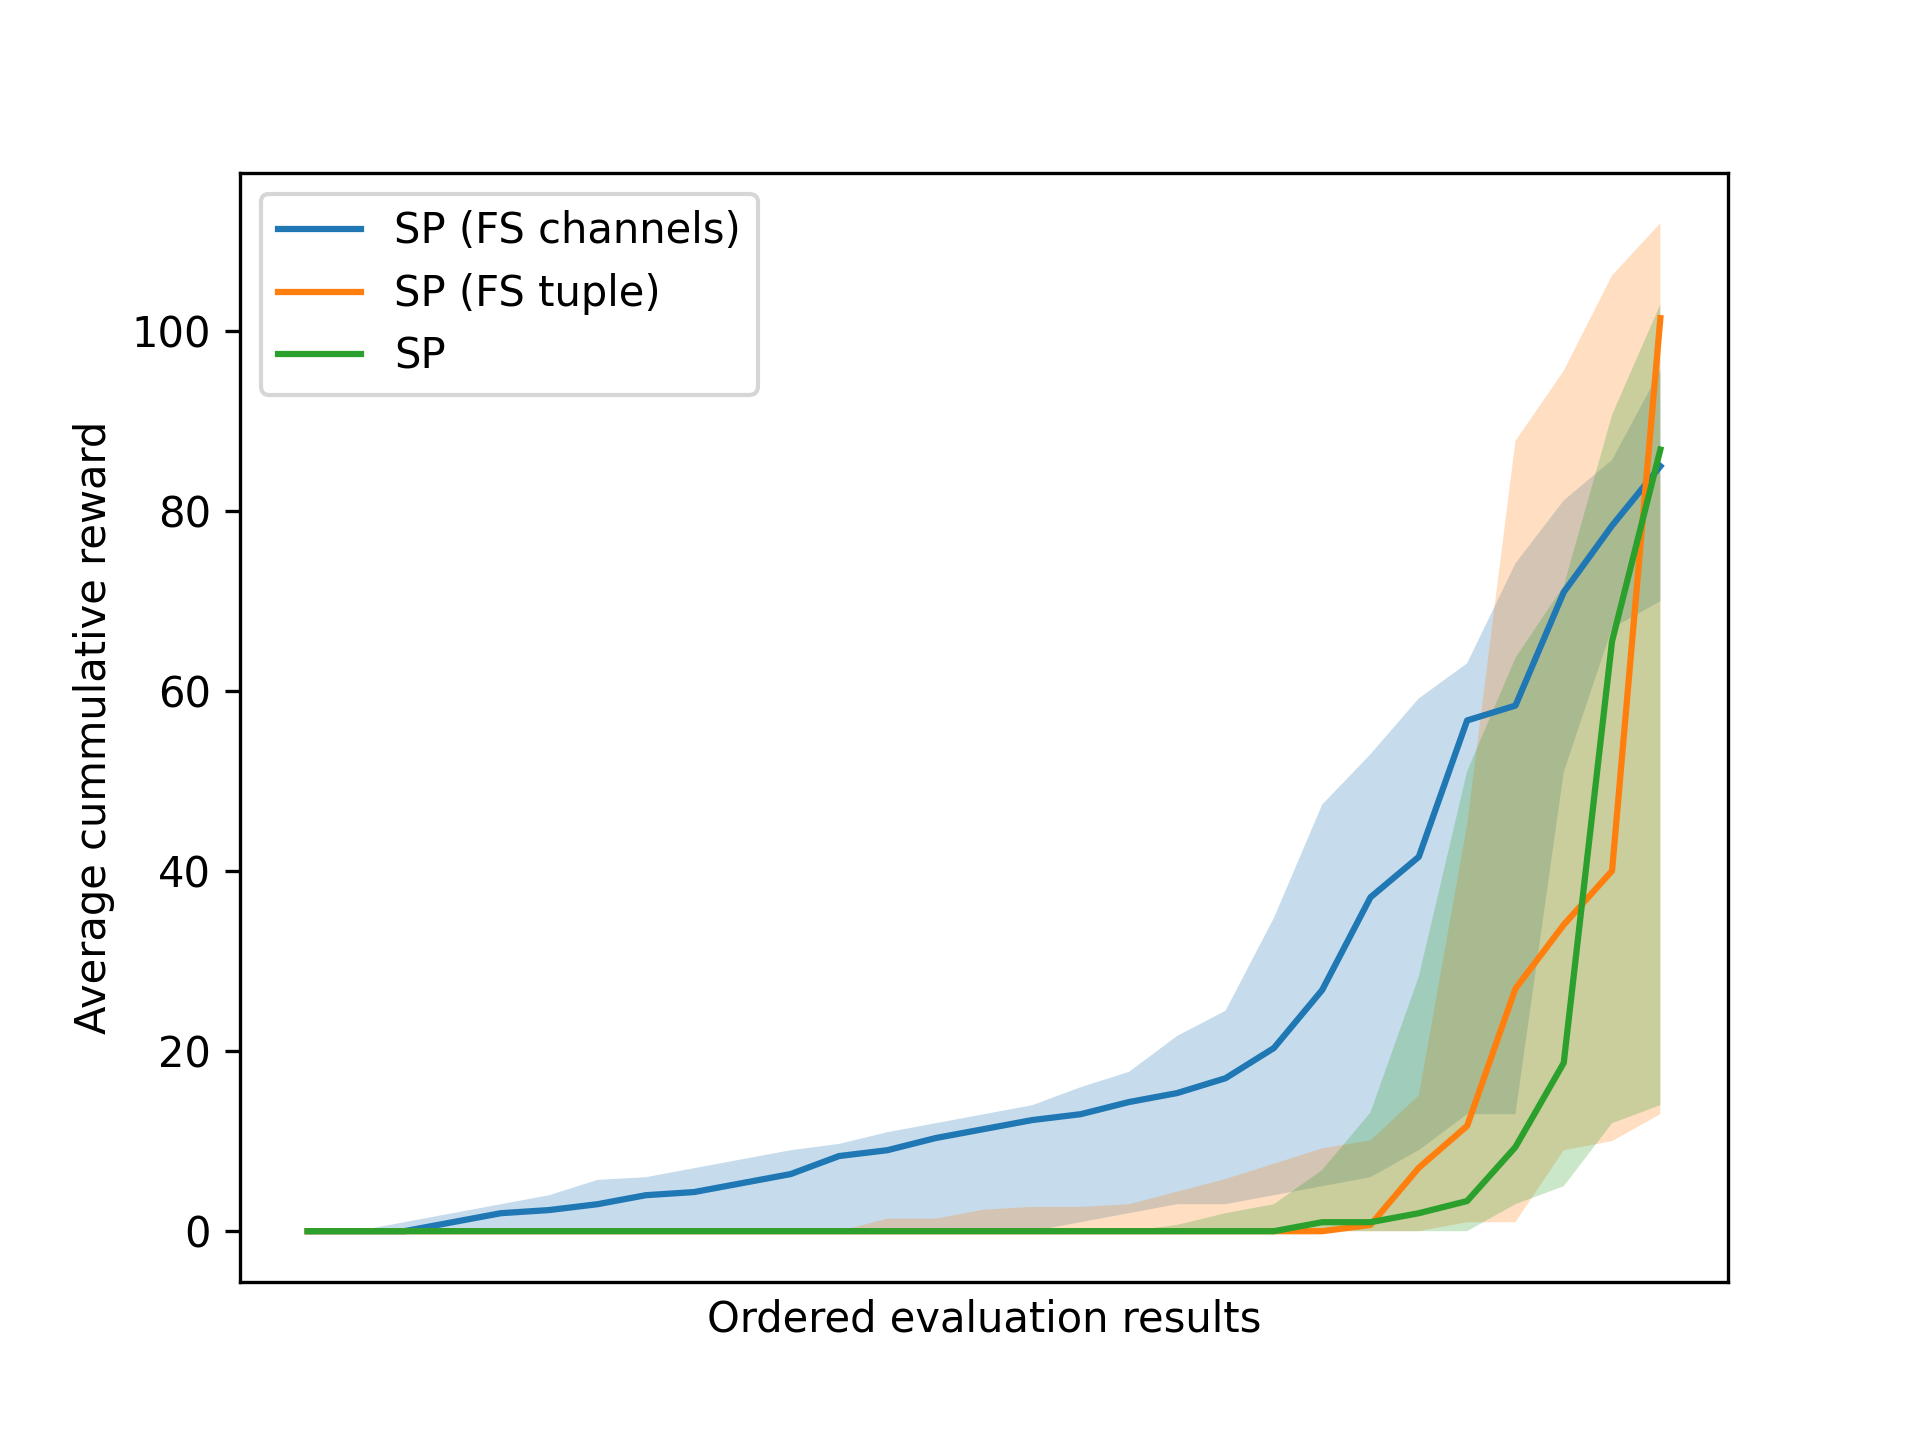 SP (FS channels)
SP (FS tuple)
SP
100
80
60
40
20
0
Average cummulative reward
Ordered evaluation results